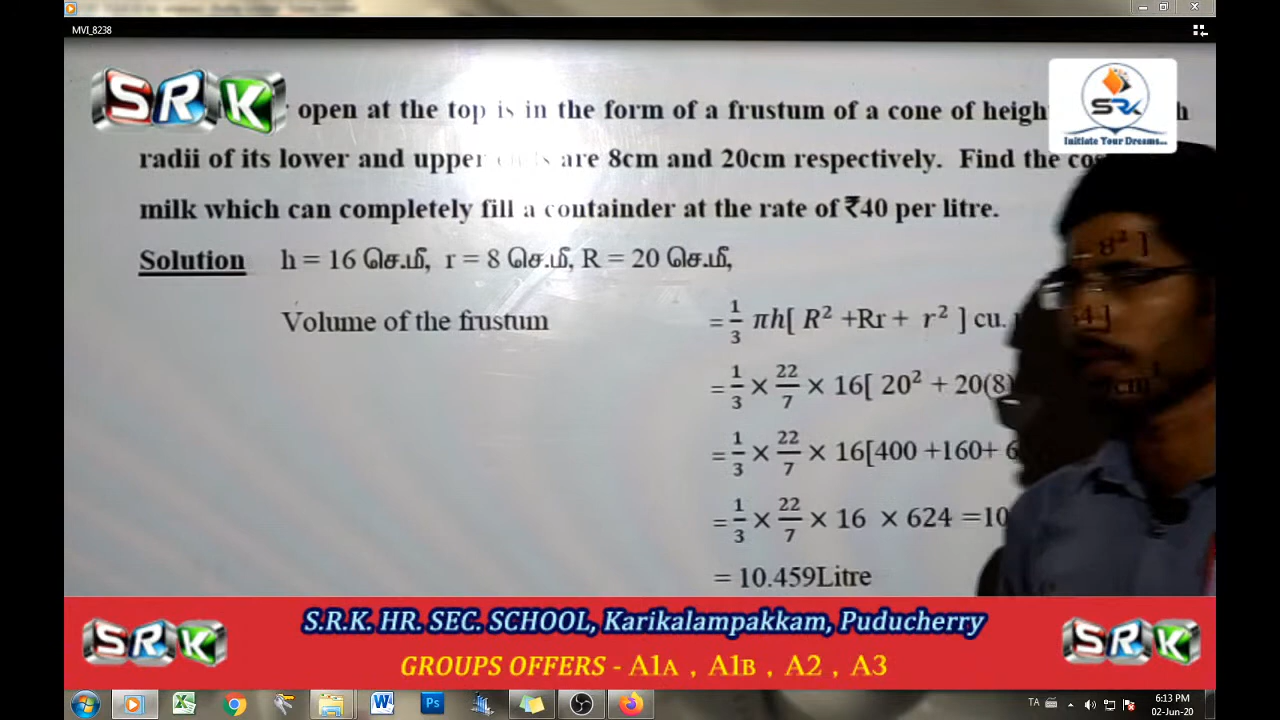 MVI_8238
SRK
SRK
Initiate Your Dreams...
open at the top is in the form of a frustum of a cone of heigh
radii of its lower and upper are 8cm and 20cm respectively. Find the
milk which can completely fill a containder at the rate of ₹40 per litre.
Solution h = 16 செ.மீ, r = 8 செ.மீ, R = 20 செ.மீ,
Volume of the frustum = 1/3 πh[ R² +Rr + r² ] cu.
= 1/3 × 22/7 × 16[ 20² + 20(8)
= 1/3 × 22/7 × 16[400 +160+ 6
= 1/3 × 22/7 × 16 × 624 =10
= 10.459Litre
SRK S.R.K. HR. SEC. SCHOOL, Karikalampakkam, Puducherry SRK
GROUPS OFFERS - A1A , A1B , A2 , A3
TA 6:13 PM
02-Jun-20